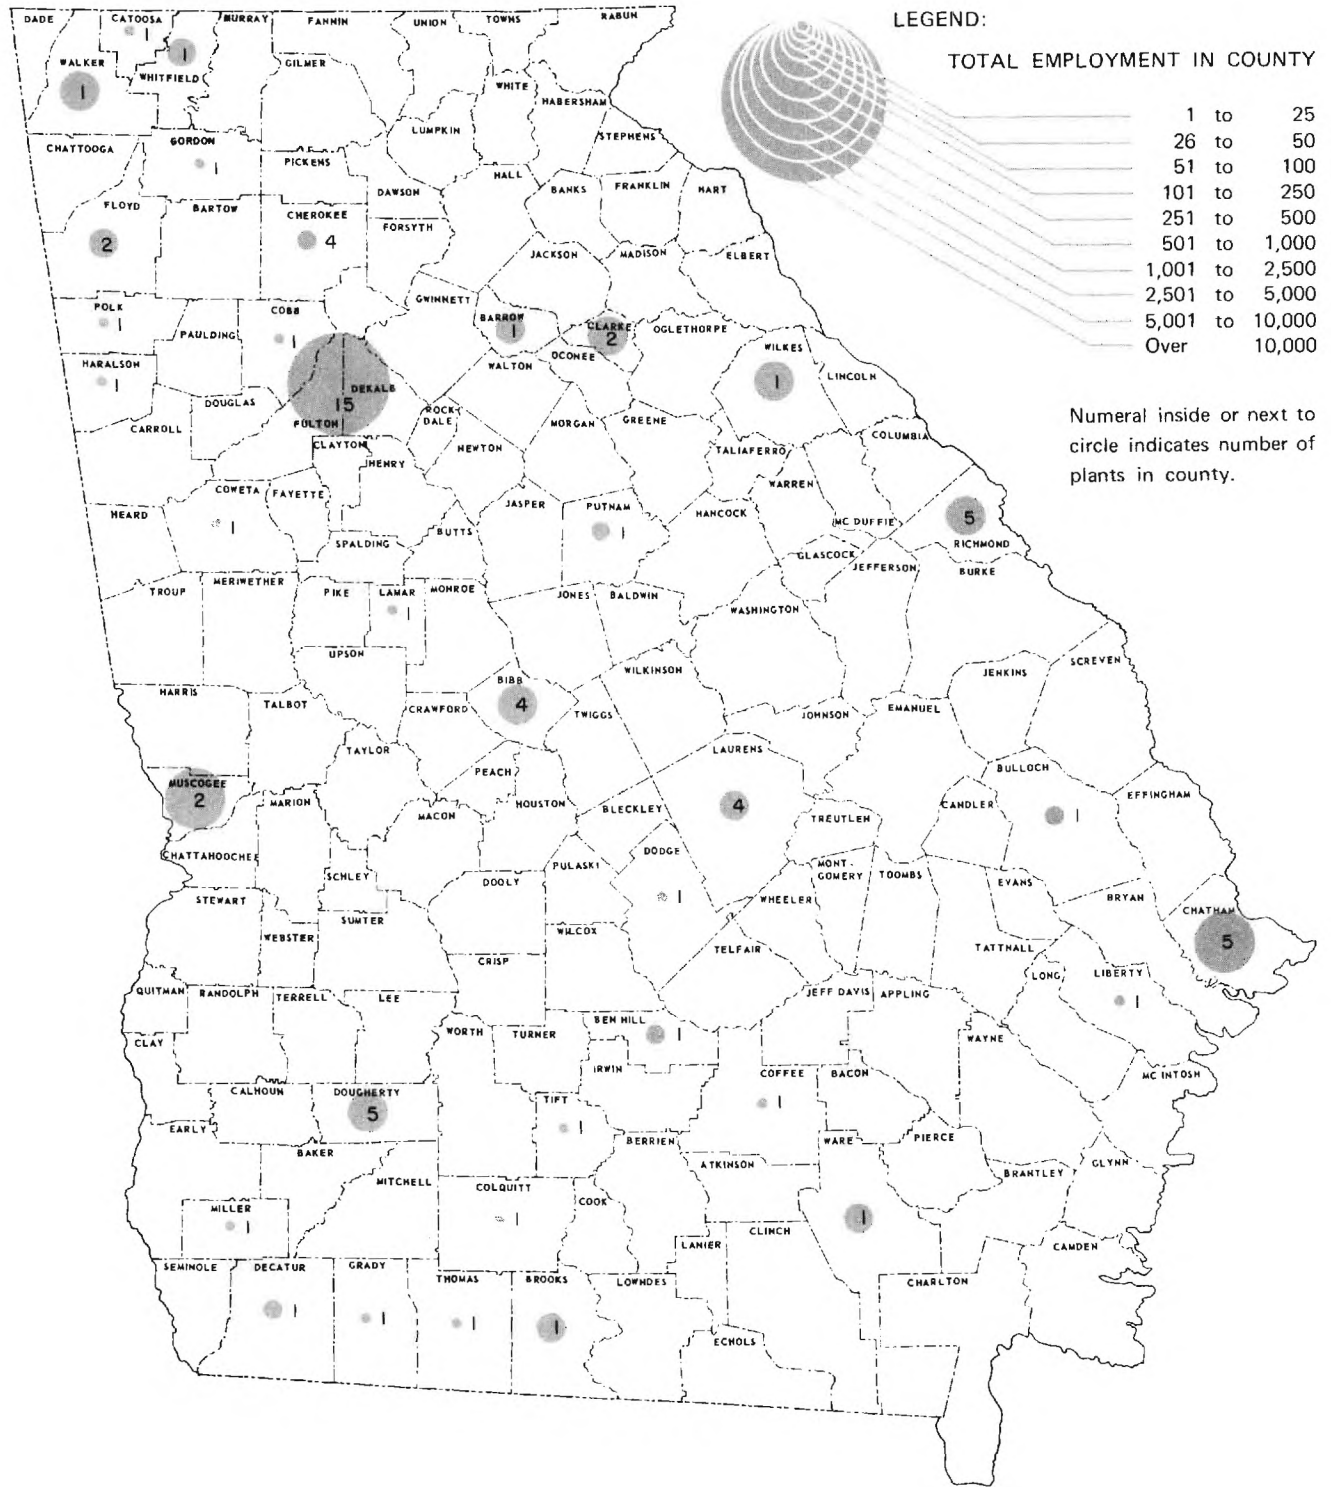 LEGEND:
TOTAL EMPLOYMENT IN COUNTY
1 to 25
26 to 50
51 to 100
101 to 250
251 to 500
501 to 1,000
1,001 to 2,500
2,501 to 5,000
5,001 to 10,000
Over 10,000
Numeral inside or next to
circle indicates number of
plants in county.
DADE
CATOOSA
1
MURRAY
FANNIN
UNION
TOWNS
RABUN
WALKER
1
WHITFIELD
1
GILMER
WHITE
HABERSHAM
LUMPKIN
STEPHENS
CHATTOOGA
GORDON
1
PICKENS
DAWSON
HALL
BANKS
FRANKLIN
HART
FLOYD
2
BARTOW
CHEROKEE
4
FORSYTH
JACKSON
MADISON
ELBERT
POLK
1
PAULDING
COBB
1
GWINNETT
BARROW
1
CLARKE
2
OGLETHORPE
OCONEE
WALTON
WILKES
1
LINCOLN
HARALSON
1
DOUGLAS
DEKALB
15
FULTON
CLAYTON
ROCK
DALE
NEWTON
MORGAN
GREENE
TALIAFERRO
COLUMBIA
CARROLL
HENRY
WARREN
MC DUFFIE
COWETA
1
FAYETTE
HEARD
SPALDING
BUTTS
JASPER
PUTNAM
1
HANCOCK
GLASCOCK
RICHMOND
5
JEFFERSON
BURKE
TROUP
MERIWETHER
PIKE
LAMAR
1
MONROE
JONES
BALDWIN
WASHINGTON
UPSON
BIBB
4
WILKINSON
JENKINS
SCREVEN
HARRIS
TALBOT
CRAWFORD
TWIGGS
JOHNSON
EMANUEL
TAYLOR
PEACH
LAURENS
4
BULLOCH
1
MUSCOGEE
2
MARION
MACON
HOUSTON
BLECKLEY
TREUTLEN
CANDLER
EFFINGHAM
CHATTAHOOCHEE
SCHLEY
DOOLY
PULASKI
DODGE
1
MONT-
GOMERY
WHEELER
TOOMBS
EVANS
BRYAN
CHATHAM
5
STEWART
WEBSTER
SUMTER
CRISP
WILCOX
TELFAIR
TATTNALL
LONG
LIBERTY
1
QUITMAN
RANDOLPH
TERRELL
LEE
JEFF DAVIS
APPLING
CLAY
WORTH
TURNER
BEN HILL
1
IRWIN
COFFEE
1
BACON
WAYNE
MC INTOSH
CALHOUN
DOUGHERTY
5
TIFT
1
EARLY
BAKER
MITCHELL
BERRIEN
ATKINSON
WARE
1
PIERCE
BRANTLEY
GLYNN
MILLER
1
COLQUITT
1
COOK
LANIER
CLINCH
CAMDEN
SEMINOLE
DECATUR
1
GRADY
1
THOMAS
1
BROOKS
1
LOWNDES
ECHOLS
CHARLTON